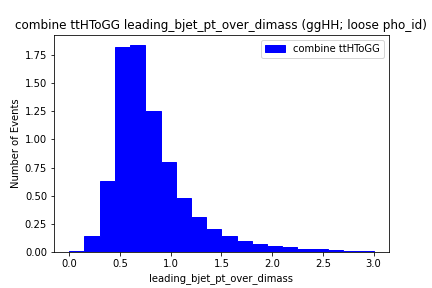 combine ttHToGG leading_bjet_pt_over_dimass (ggHH; loose pho_id)
combine ttHToGG
Number of Events
1.75
1.50
1.25
1.00
0.75
0.50
0.25
0.00
0.0 0.5 1.0 1.5 2.0 2.5 3.0
leading_bjet_pt_over_dimass